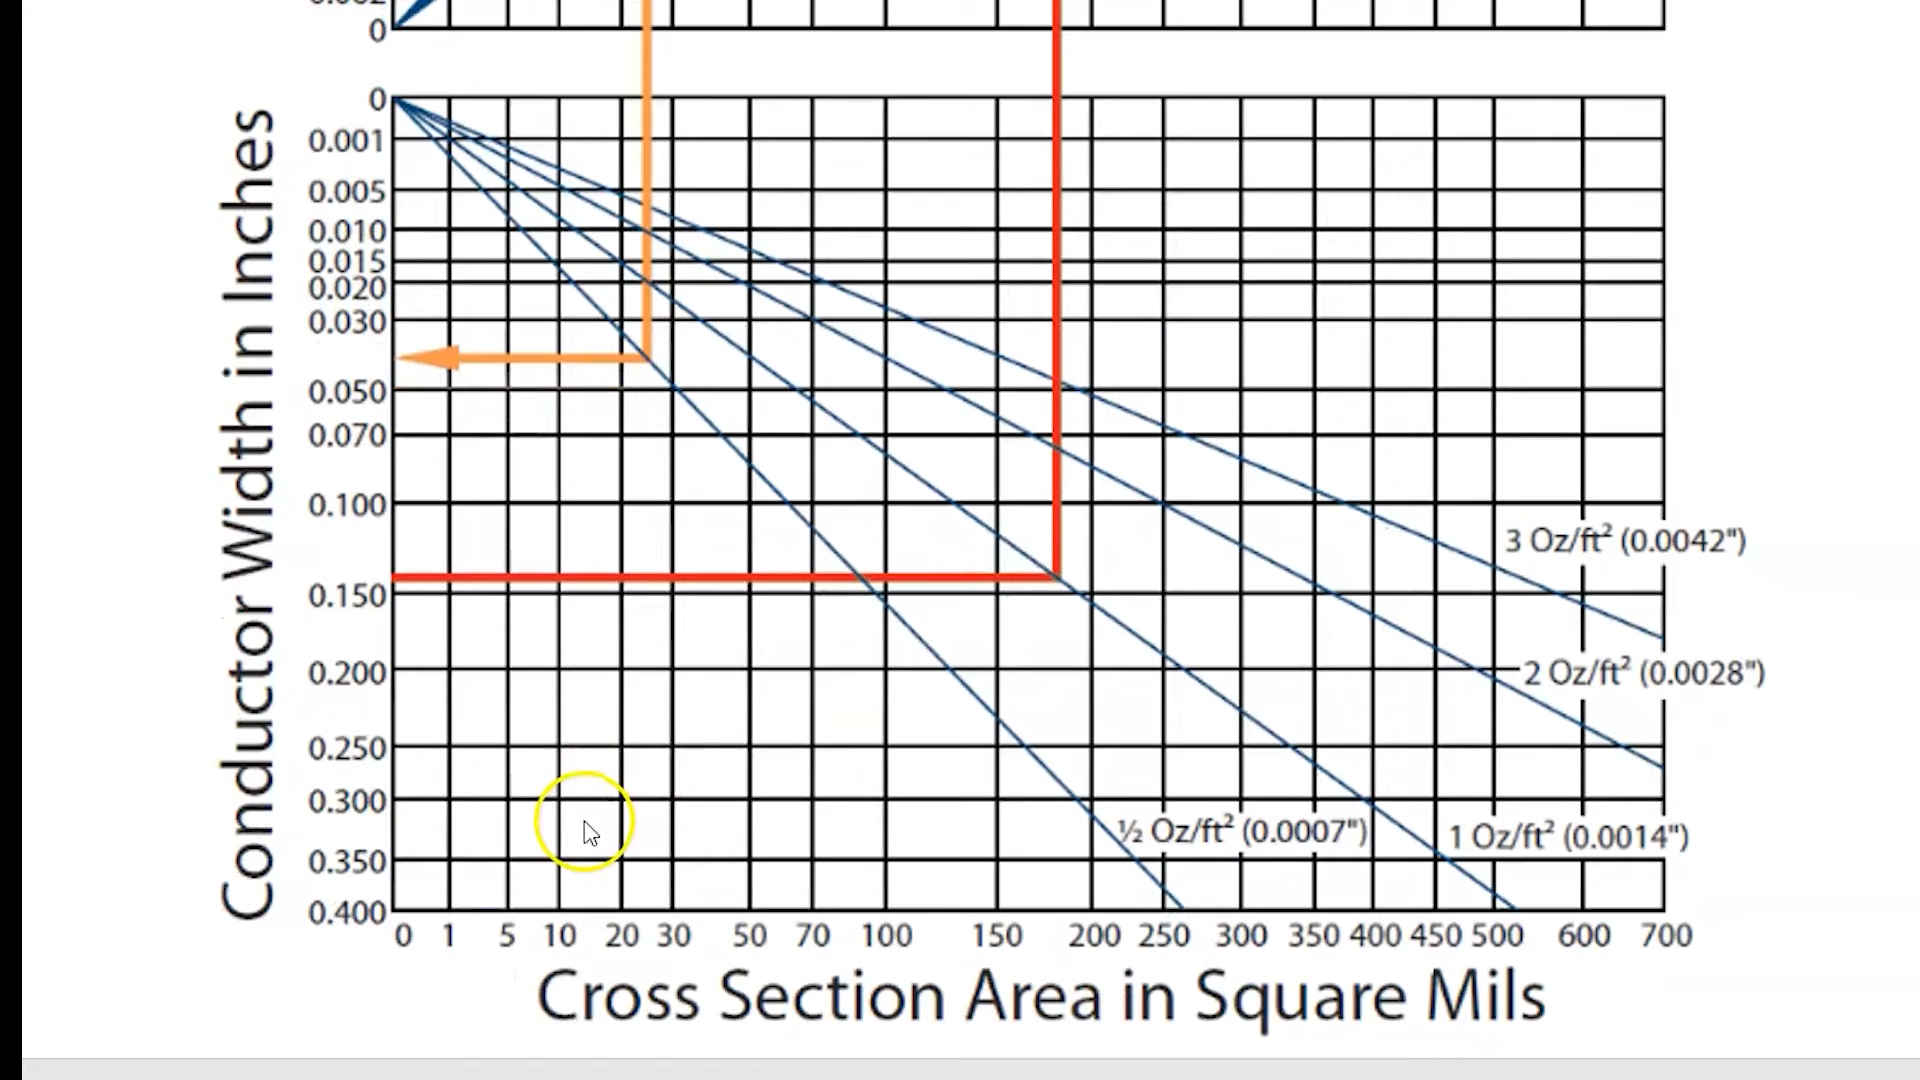 0
0
0.001
0.005
0.010
0.015
0.020
0.030
0.050
0.070
0.100
0.150
0.200
0.250
0.300
0.350
0.400
Conductor Width in Inches
3 Oz/ft² (0.0042")
2 Oz/ft² (0.0028")
½ Oz/ft² (0.0007")
1 Oz/ft² (0.0014")
0 1 5 10 20 30 50 70 100 150 200 250 300 350 400 450 500 600 700
Cross Section Area in Square Mils